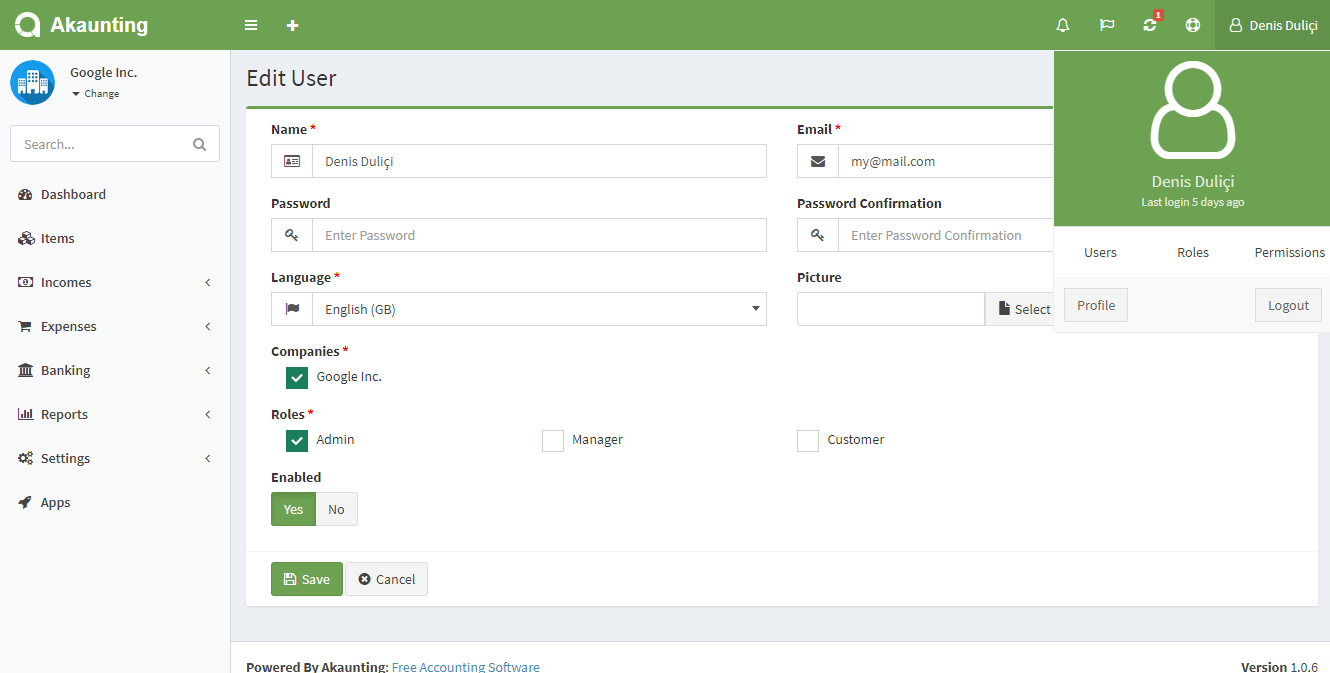 Akaunting
1
Denis Duliçi
Google Inc.
Change
Search...
Dashboard
Items
Incomes
Expenses
Banking
Reports
Settings
Apps
Edit User
Name *
Denis Duliçi
Email *
my@mail.com
Password
Enter Password
Password Confirmation
Enter Password Confirmation
Language *
English (GB)
Picture
Select
Companies *
Google Inc.
Roles *
Admin
Manager
Customer
Enabled
Yes
No
Save
Cancel
Denis Duliçi
Last login 5 days ago
Users
Roles
Permissions
Profile
Logout
Powered By Akaunting: Free Accounting Software
Version 1.0.6